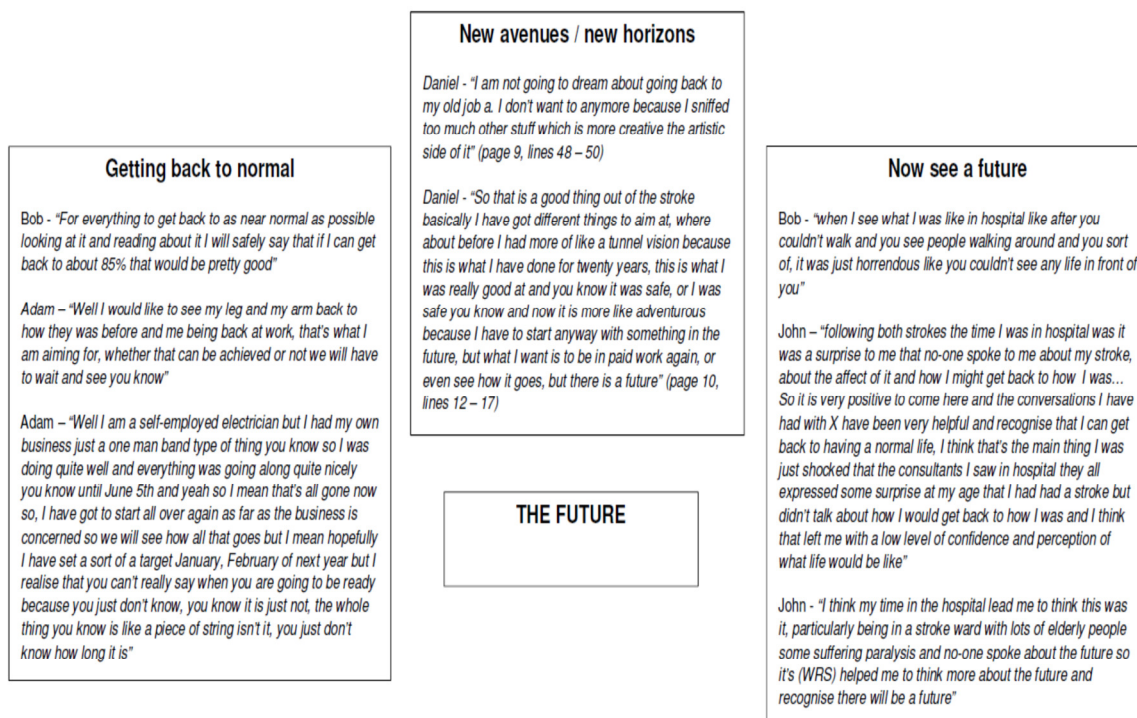 New avenues / new horizons
Daniel - “I am not going to dream about going back to
my old job a. I don’t want to anymore because I sniffed
too much other stuff which is more creative the artistic
side of it” (page 9, lines 48 – 50)
Daniel - “So that is a good thing out of the stroke
basically I have got different things to aim at, where
about before I had more of like a tunnel vision because
this is what I have done for twenty years, this is what I
was really good at and you know it was safe, or I was
safe you know and now it is more like adventurous
because I have to start anyway with something in the
future, but what I want is to be in paid work again, or
even see how it goes, but there is a future” (page 10,
lines 12 – 17)
Getting back to normal
Bob - “For everything to get back to as near normal as possible
looking at it and reading about it I will safely say that if I can get
back to about 85% that would be pretty good”
Adam – “Well I would like to see my leg and my arm back to
how they was before and me being back at work, that’s what I
am aiming for, whether that can be achieved or not we will have
to wait and see you know”
Adam – “Well I am a self-employed electrician but I had my own
business just a one man band type of thing you know so I was
doing quite well and everything was going along quite nicely
you know until June 5th and yeah so I mean that’s all gone now
so, I have got to start all over again as far as the business is
concerned so we will see how all that goes but I mean hopefully
I have set a sort of a target January, February of next year but I
realise that you can’t really say when you are going to be ready
because you just don’t know, you know it is just not, the whole
thing you know is like a piece of string isn’t it, you just don’t
know how long it is”
THE FUTURE
Now see a future
Bob - “when I see what I was like in hospital like after you
couldn’t walk and you see people walking around and you sort
of, it was just horrendous like you couldn’t see any life in front of
you”
John – “following both strokes the time I was in hospital was it
was a surprise to me that no-one spoke to me about my stroke,
about the affect of it and how I might get back to how I was…
So it is very positive to come here and the conversations I have
had with X have been very helpful and recognise that I can get
back to having a normal life, I think that’s the main thing I was
just shocked that the consultants I saw in hospital they all
expressed some surprise at my age that I had had a stroke but
didn’t talk about how I would get back to how I was and I think
that left me with a low level of confidence and perception of
what life would be like”
John - “I think my time in the hospital lead me to think this was
it, particularly being in a stroke ward with lots of elderly people
some suffering paralysis and no-one spoke about the future so
it’s (WRS) helped me to think more about the future and
recognise there will be a future”